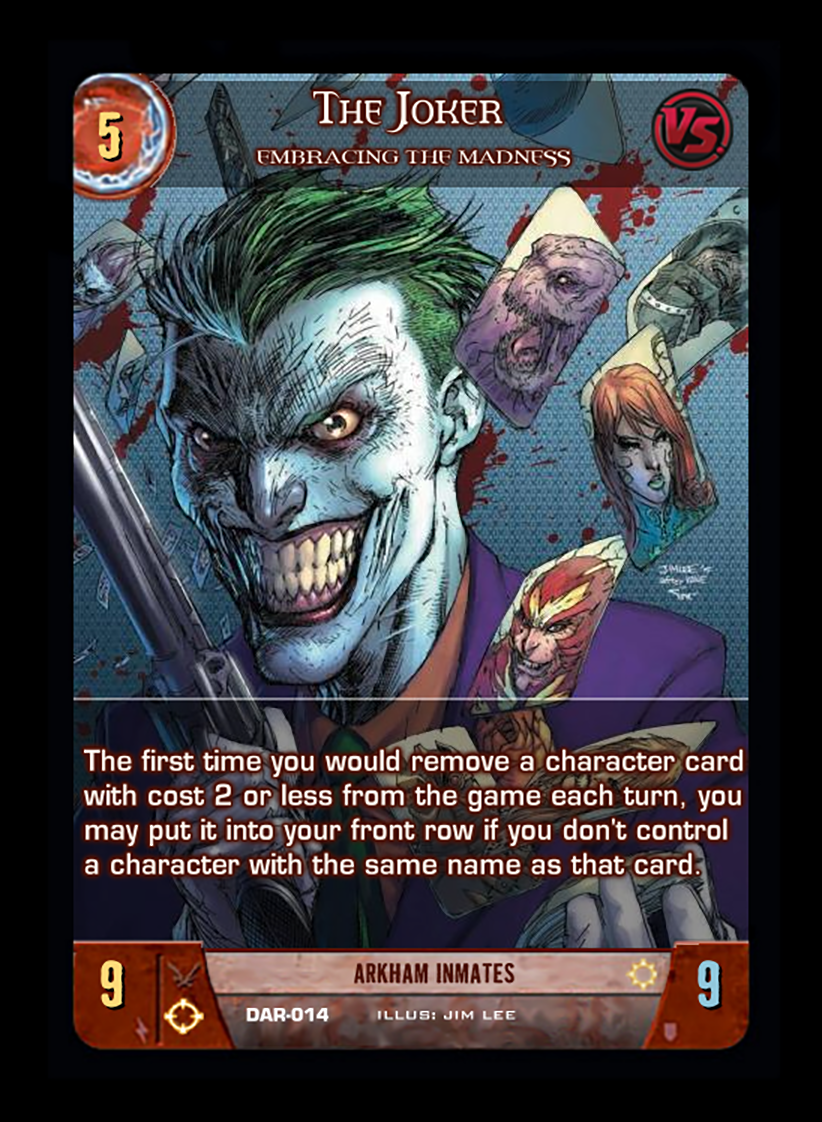 5
THE JOKER
VS.
EMBRACING THE MADNESS
JIM LEE
The first time you would remove a character card
with cost 2 or less from the game each turn, you
may put it into your front row if you don't control
a character with the same name as that card.
9
ARKHAM INMATES
9
DAR-014
ILLUS: JIM LEE